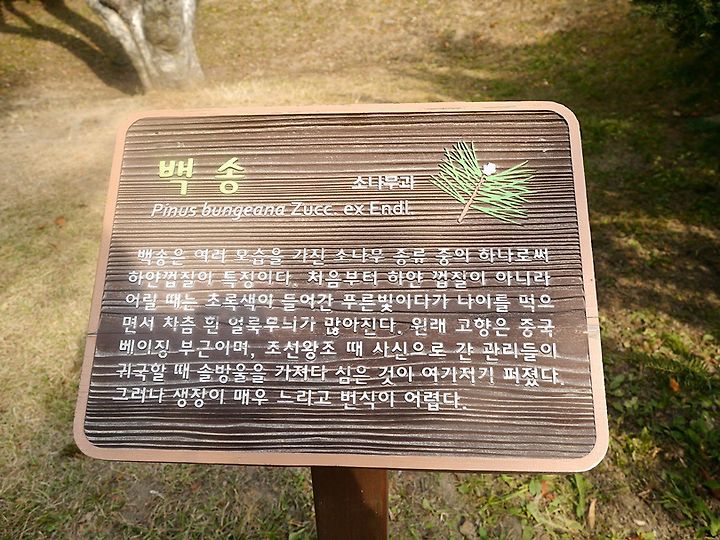 백송
소나무과
Pinus bungeana Zucc. ex Endl.
백송은 여러 모습을 가진 소나무 종류 중의 하나로써
하얀껍질이 특징이다. 처음부터 하얀 껍질이 아니라
어릴 때는 초록색이 들어간 푸른빛이다가 나이를 먹으
면서 차츰 흰 얼룩무늬가 많아진다. 원래 고향은 중국
베이징 부근이며, 조선왕조 때 사신으로 간 관리들이
귀국할 때 솔방울을 가져다 심은 것이 여기저기 퍼졌다.
그러나 생장이 매우 느리고 번식이 어렵다.